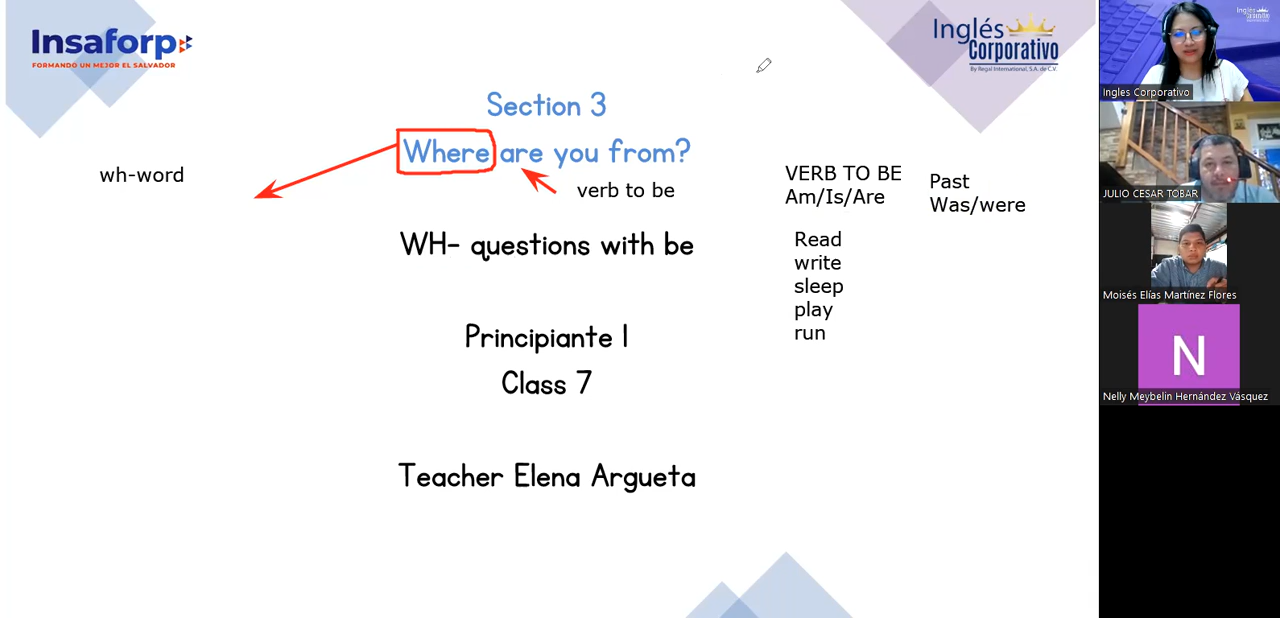 Insaforp
FORMANDO UN MEJOR EL SALVADOR
Inglés
Corporativo
By Regal International, S.A. de C.V.
Section 3
Where are you from?
wh-word
verb to be
VERB TO BE
Am/Is/Are
Past
Was/were
WH- questions with be
Read
write
sleep
play
run
Principiante 1
Class 7
Teacher Elena Argueta
Ingles Corporativo
JULIO CESAR TOBAR
Moisés Elías Martínez Flores
N
Nelly Meybelin Hernández Vásquez